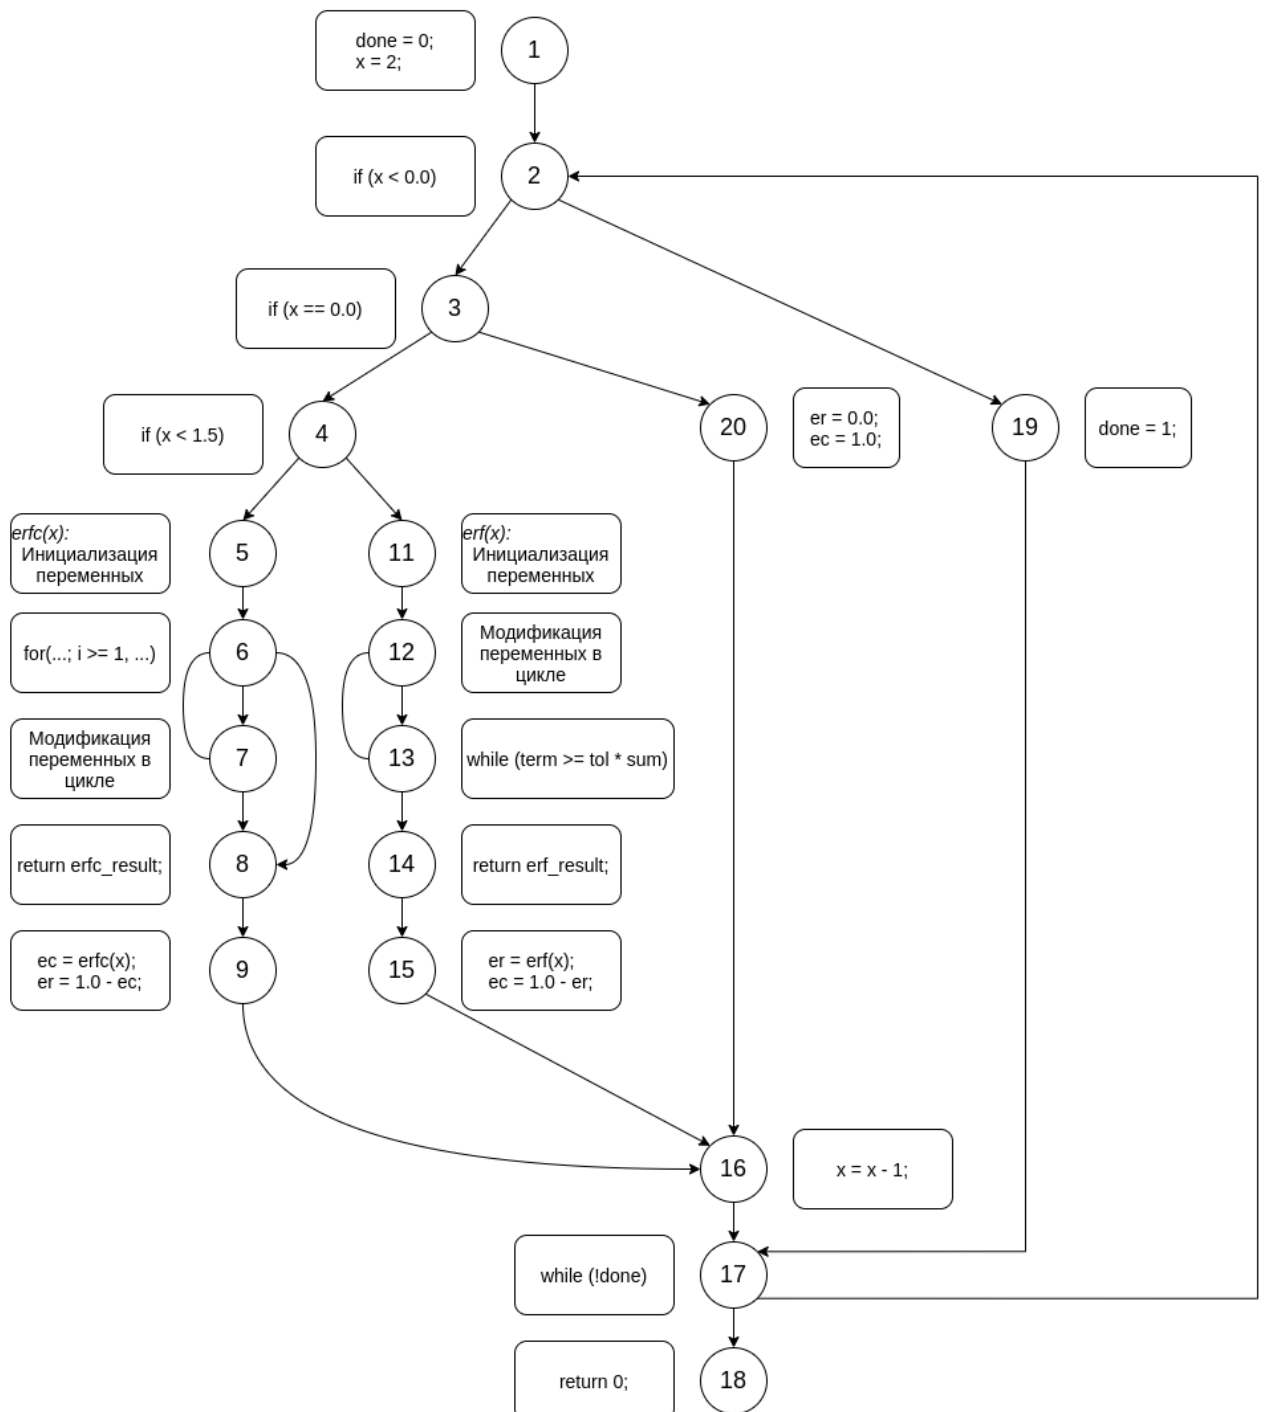 done = 0;
x = 2;
1
if (x < 0.0)
2
if (x == 0.0)
3
if (x < 1.5)
4
20
er = 0.0;
ec = 1.0;
19
done = 1;
erfc(x):
Инициализация
переменных
5
11
erf(x):
Инициализация
переменных
for(...; i >= 1, ...)
6
12
Модификация
переменных в
цикле
Модификация
переменных в
цикле
7
13
while (term >= tol * sum)
return erfc_result;
8
14
return erf_result;
ec = erfc(x);
er = 1.0 - ec;
9
15
er = erf(x);
ec = 1.0 - er;
16
x = x - 1;
while (!done)
17
return 0;
18